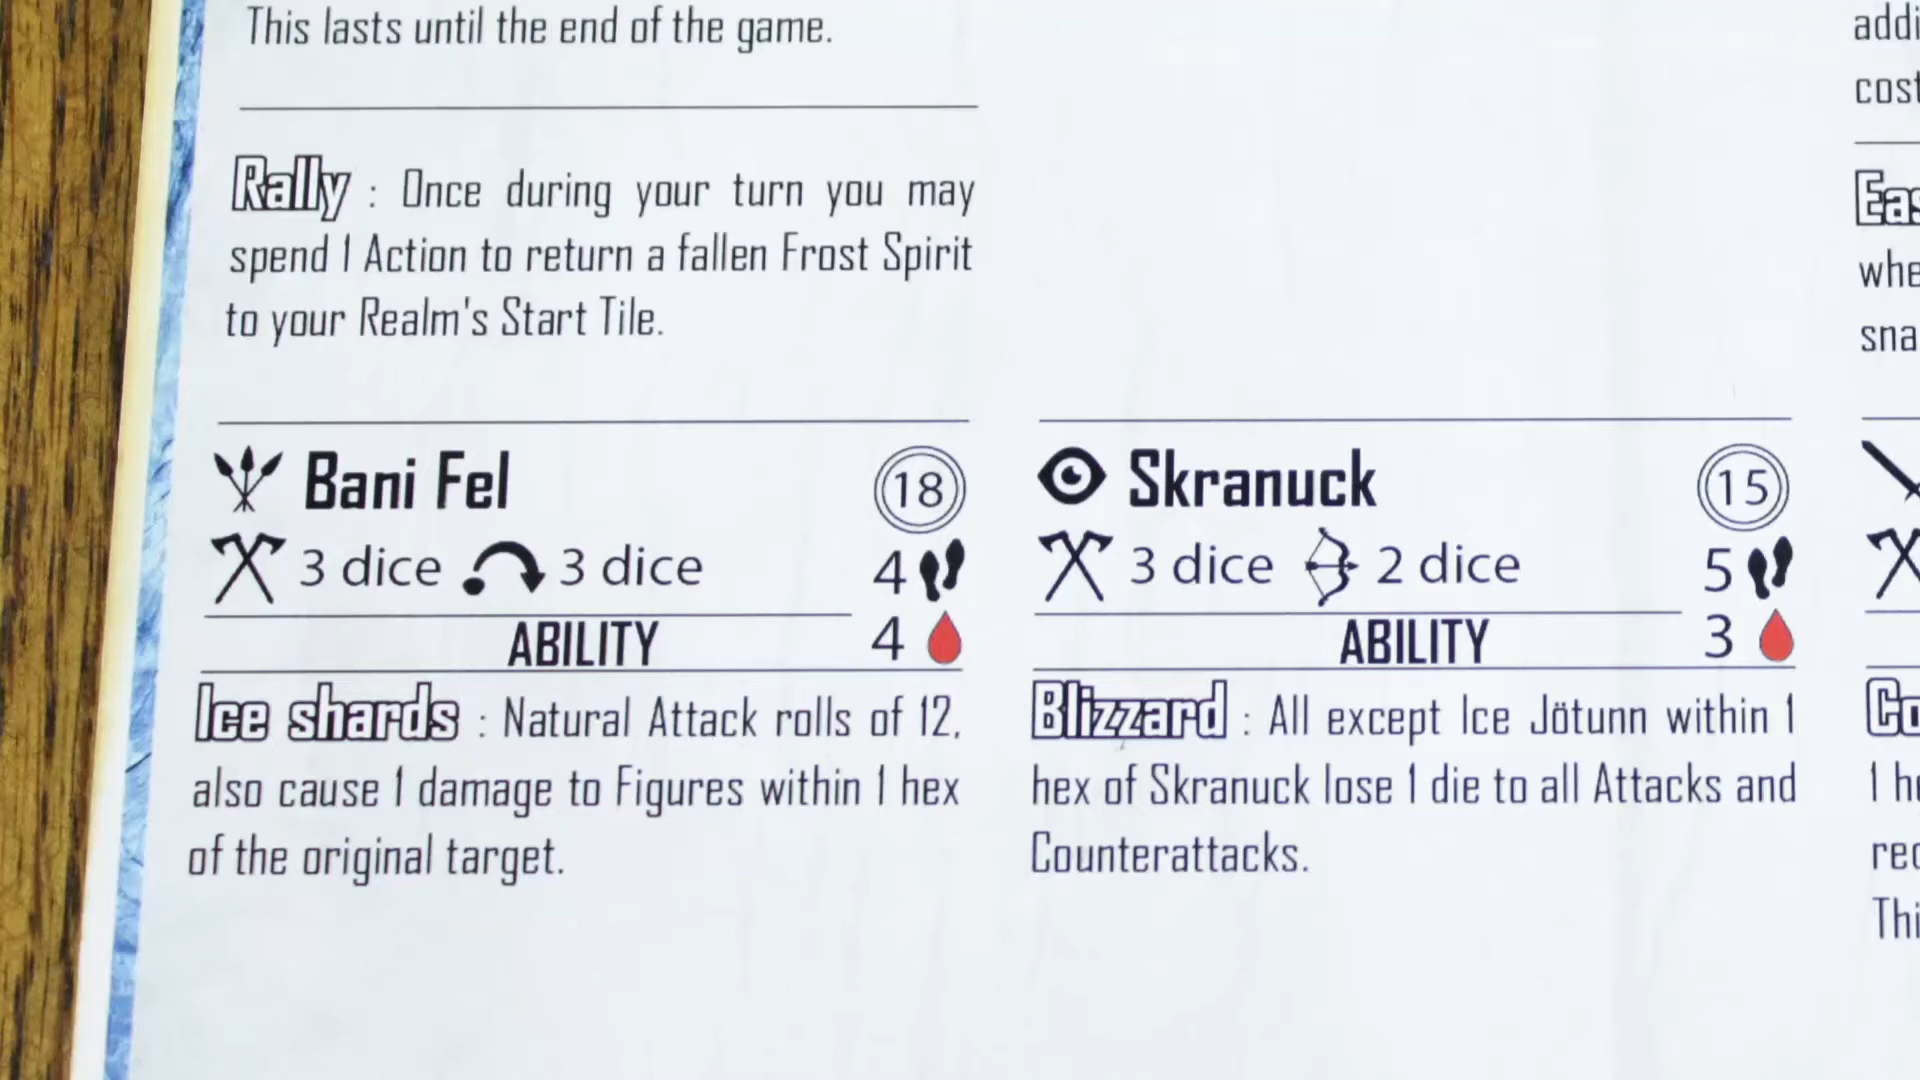 This lasts until the end of the game.
Rally : Once during your turn you may
spend 1 Action to return a fallen Frost Spirit
to your Realm's Start Tile.
Bani Fel 18
3 dice 3 dice 4
ABILITY 4
Ice shards : Natural Attack rolls of 12,
also cause 1 damage to Figures within 1 hex
of the original target.
Skranuck 15
3 dice 2 dice 5
ABILITY 3
Blizzard : All except Ice Jötunn within 1
hex of Skranuck lose 1 die to all Attacks and
Counterattacks.
1